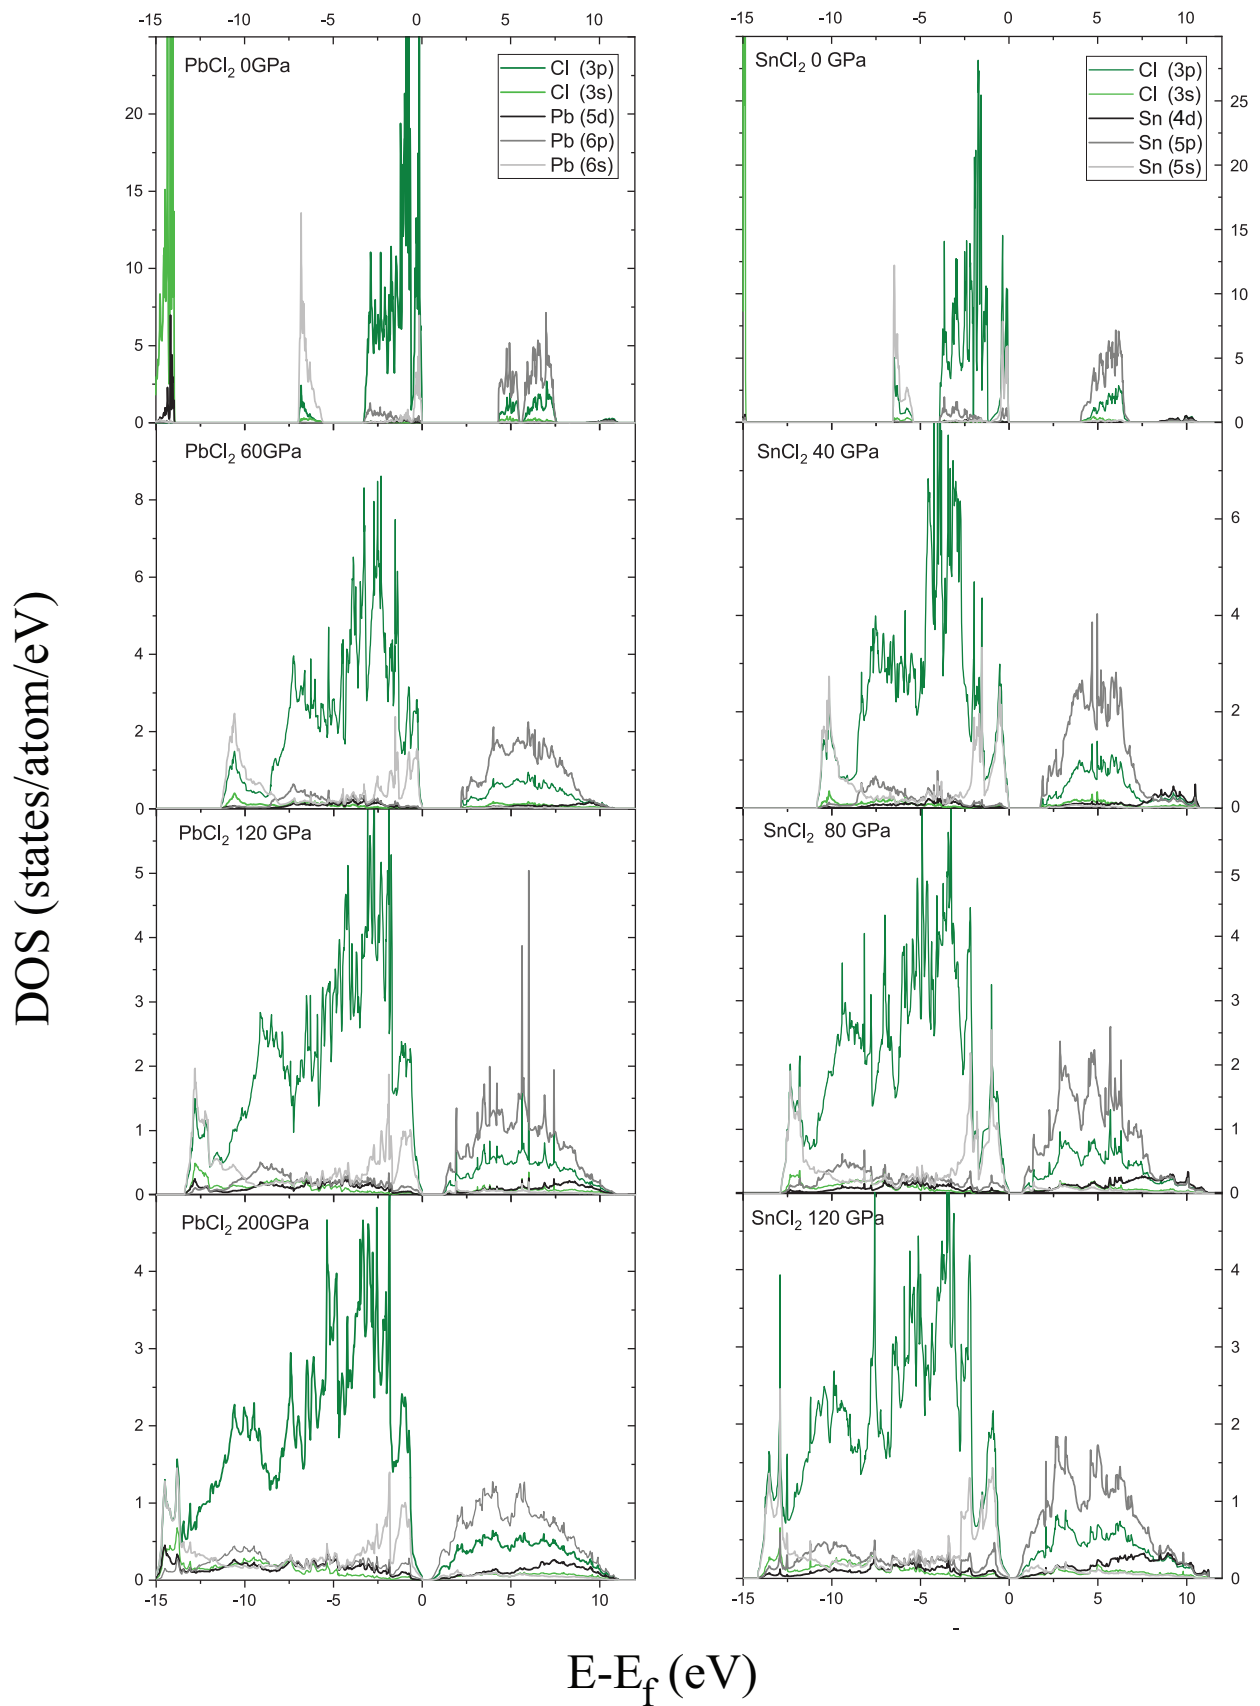 -15 -10 -5 0 5 10
-15 -10 -5 0 5 10
PbCl2 0GPa
Cl (3p)
Cl (3s)
Pb (5d)
Pb (6p)
Pb (6s)
20
15
10
5
0
SnCl2 0 GPa
Cl (3p)
Cl (3s)
Sn (4d)
Sn (5p)
Sn (5s)
25
20
15
10
5
0
PbCl2 60GPa
8
6
4
2
0
SnCl2 40 GPa
6
4
2
0
PbCl2 120 GPa
5
4
3
2
1
0
SnCl2 80 GPa
5
4
3
2
1
0
PbCl2 200GPa
4
3
2
1
0
SnCl2 120 GPa
4
3
2
1
0
-15 -10 -5 0 5 10
-15 -10 -5 0 5 10
DOS (states/atom/eV)
E-Ef (eV)